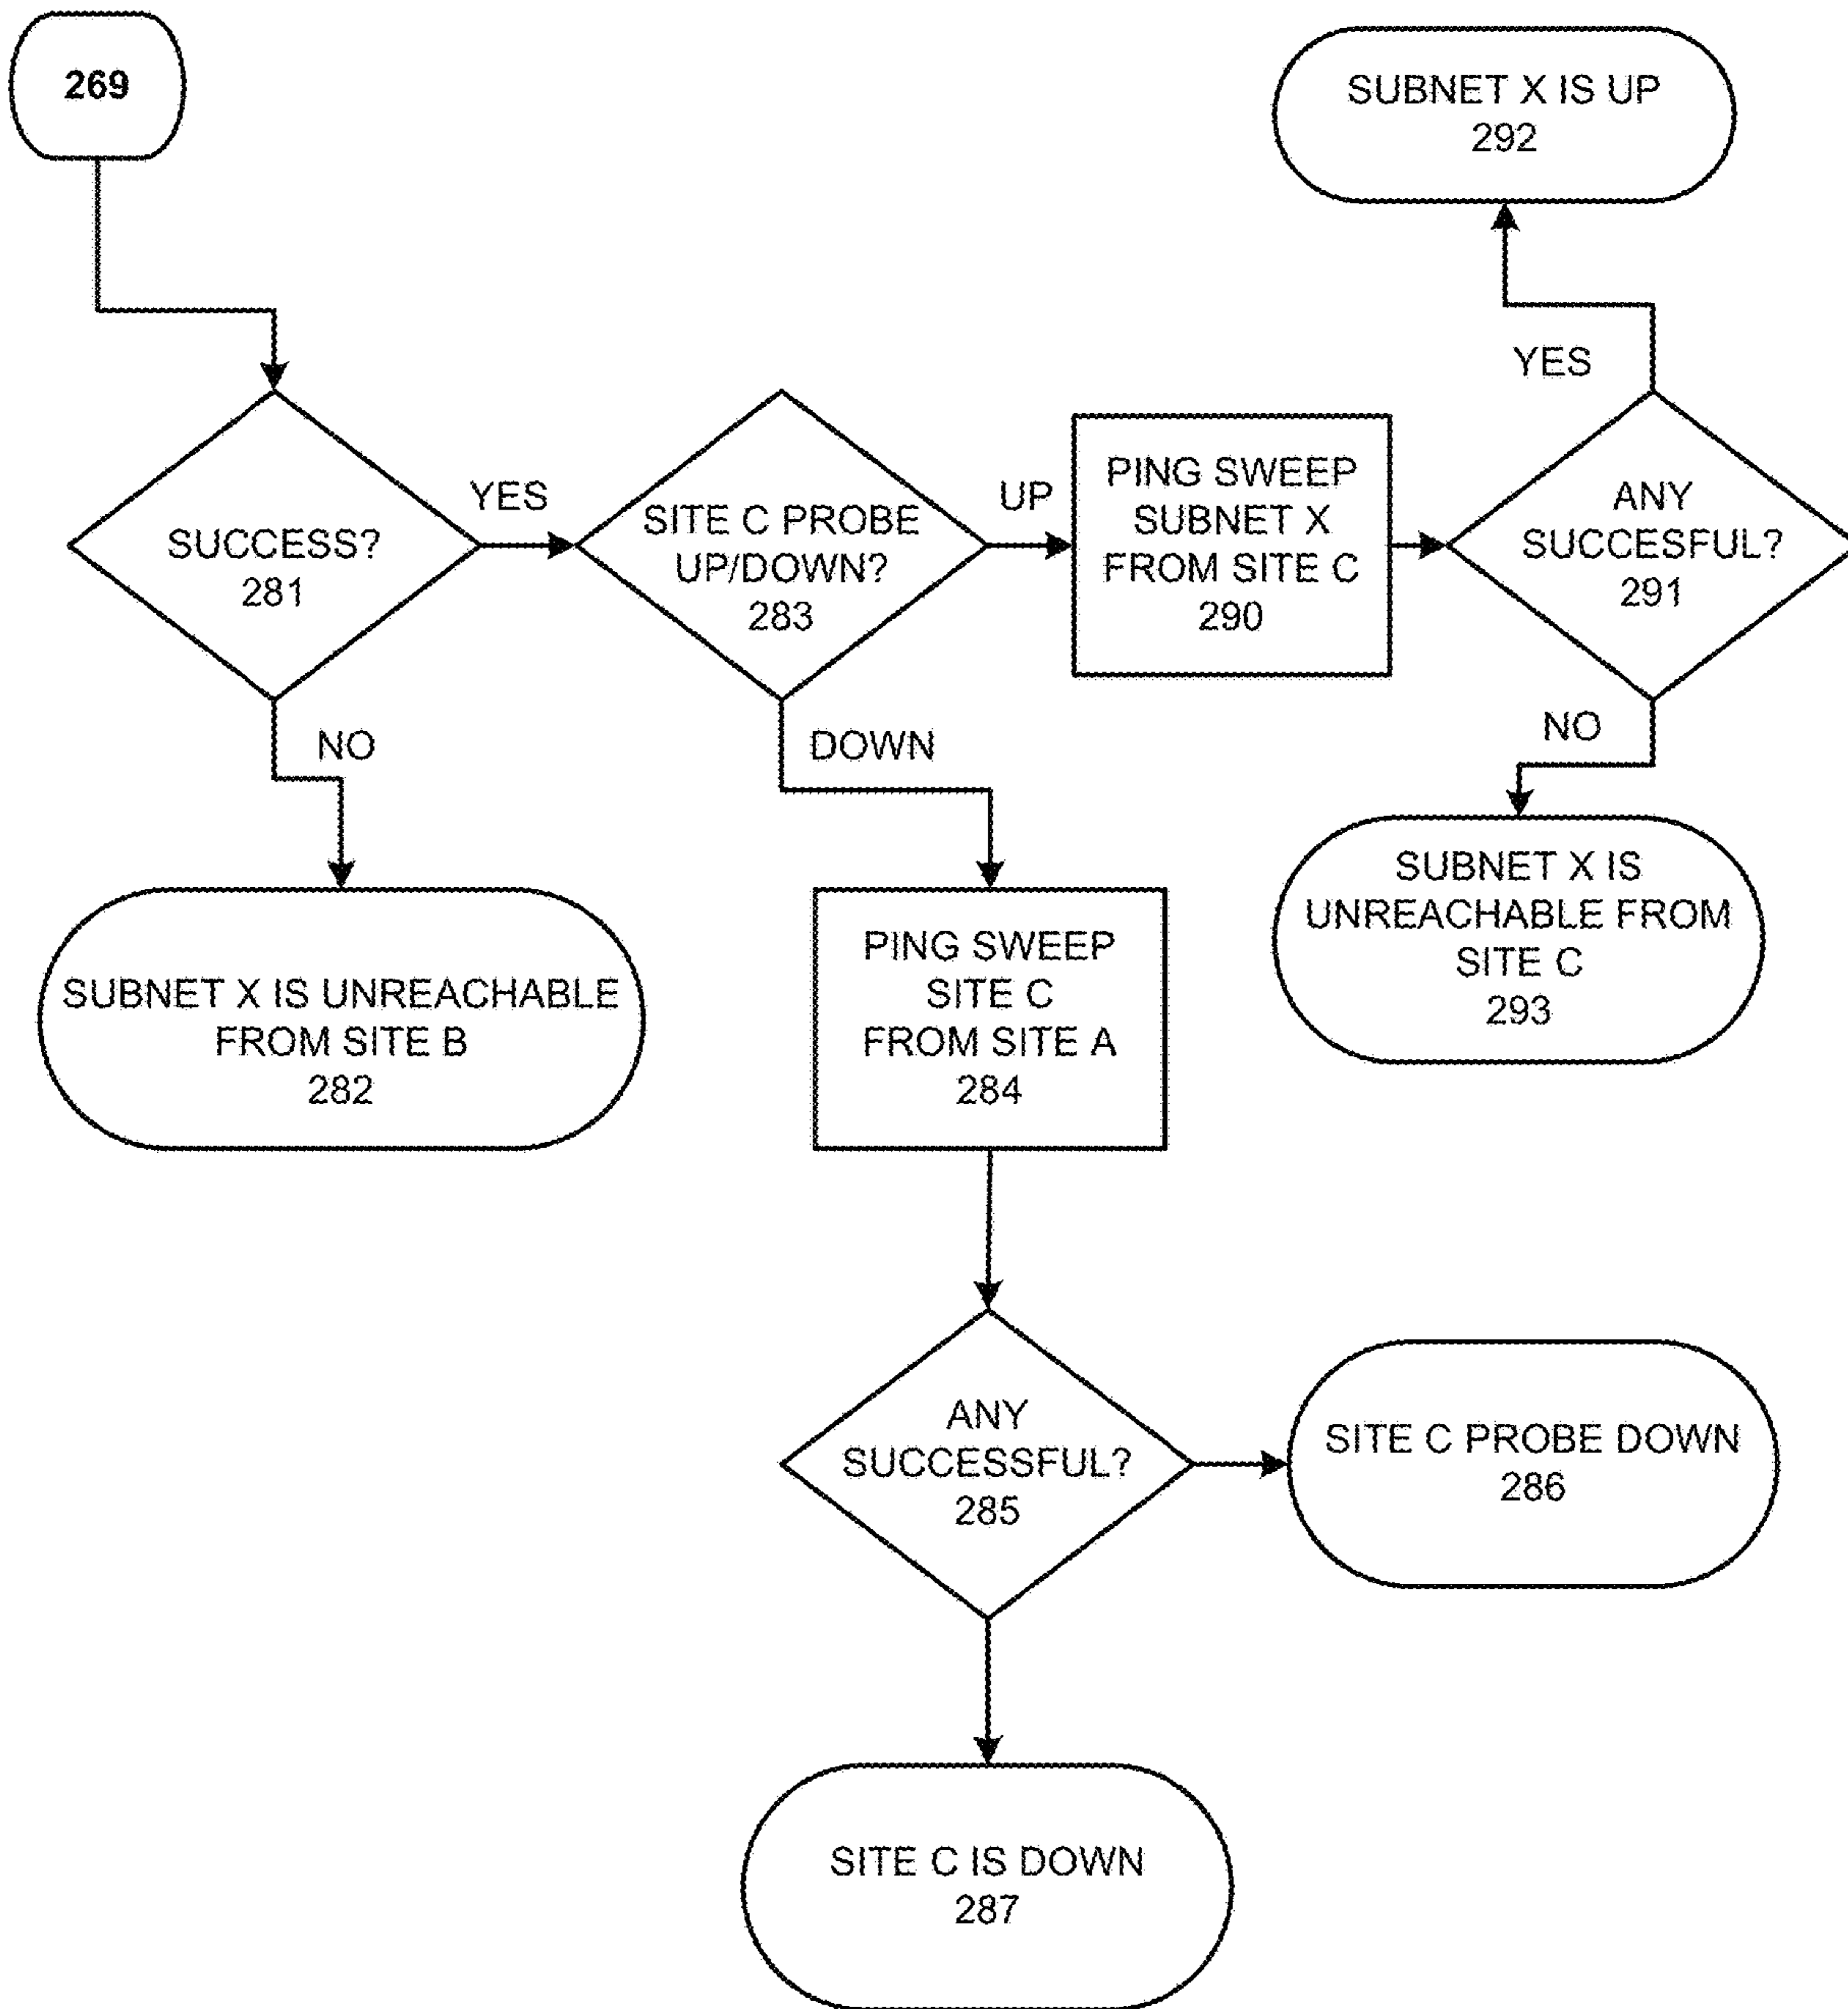 269
SUBNET X IS UP
292
YES
SUCCESS?
281
YES
SITE C PROBE
UP/DOWN?
283
UP
PING SWEEP
SUBNET X
FROM SITE C
290
ANY
SUCCESFUL?
291
NO
DOWN
NO
SUBNET X IS UNREACHABLE
FROM SITE B
282
PING SWEEP
SITE C
FROM SITE A
284
SUBNET X IS
UNREACHABLE FROM
SITE C
293
ANY
SUCCESSFUL?
285
SITE C PROBE DOWN
286
SITE C IS DOWN
287